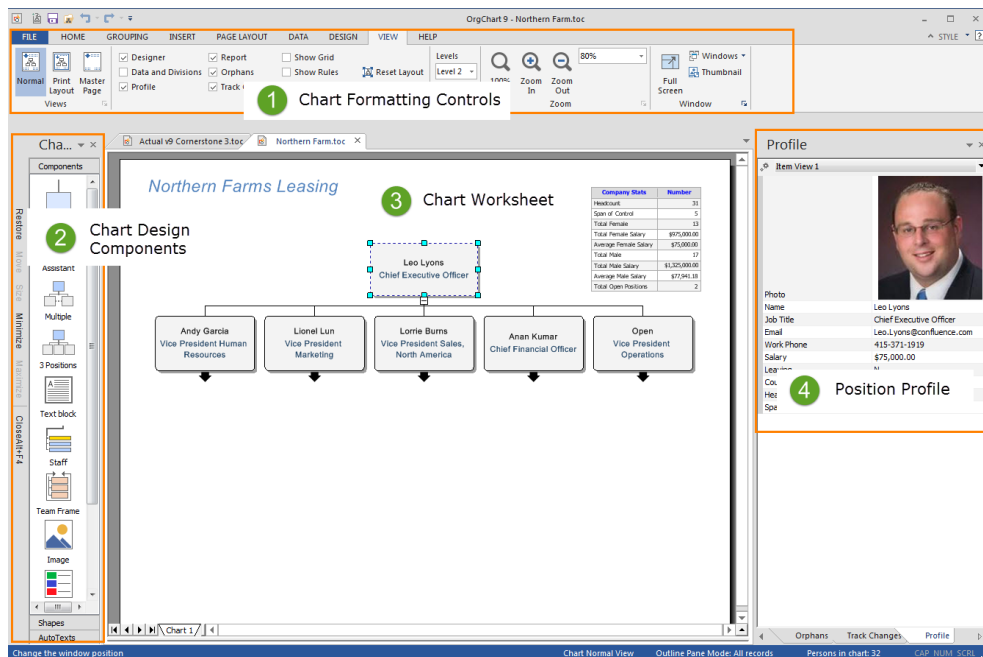 OrgChart 9 - Northern Farm.toc
FILE HOME GROUPING INSERT PAGE LAYOUT DATA DESIGN VIEW HELP STYLE
Normal
Print Layout
Master Page
Views
Designer
Data and Divisions
Profile
Report
Orphans
Track
Show Grid
Show Rules
Reset Layout
Levels
Level 2
100%
Zoom In
Zoom Out
80%
Zoom
Full Screen
Windows
Thumbnail
Window
1 Chart Formatting Controls
Cha...
Components
2 Chart Design Components
Assistant
Multiple
3 Positions
Text block
Staff
Team Frame
Image
Shapes
AutoTexts
Restore
Move
Size
Minimize
Maximize
CloseAlt+F4
Actual v9 Cornerstone 3.toc
Northern Farm.toc
Northern Farms Leasing
3 Chart Worksheet
Company Stats Number
Headcount 31
Span of Control 5
Total Female 13
Total Female Salary $975,000.00
Average Female Salary $75,000.00
Total Male 17
Total Male Salary $1,325,000.00
Average Male Salary $77,941.18
Total Open Positions 2
Leo Lyons
Chief Executive Officer
Andy Garcia
Vice President Human
Resources
Lionel Lun
Vice President
Marketing
Lorrie Burns
Vice President Sales,
North America
Anan Kumar
Chief Financial Officer
Open
Vice President
Operations
Chart 1
Profile
Item View 1
Photo
Name Leo Lyons
Job Title Chief Executive Officer
Email Leo.Lyons@confluence.com
Work Phone 415-371-1919
Salary $75,000.00
Leaving N
4 Position Profile
Orphans Track Changes Profile
Change the window position
Chart Normal View Outline Pane Mode: All records Persons in chart: 32 CAP NUM SCRL